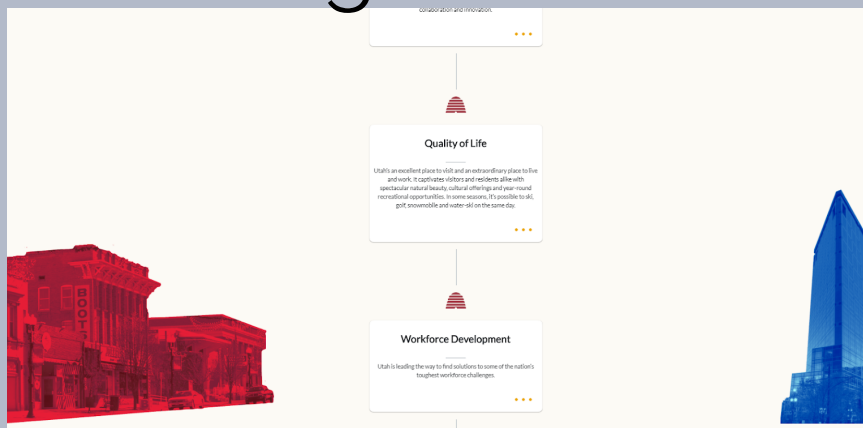 g
collaboration and innovation.
Quality of Life
Utah's an excellent place to visit and an extraordinary place to live
and work. It captivates visitors and residents alike with
spectacular natural beauty, cultural offerings and year-round
recreational opportunities. In some seasons, it's possible to ski,
golf, snowmobile and water-ski on the same day.
BOOT
Workforce Development
Utah is leading the way to find solutions to some of the nation's
toughest workforce challenges.